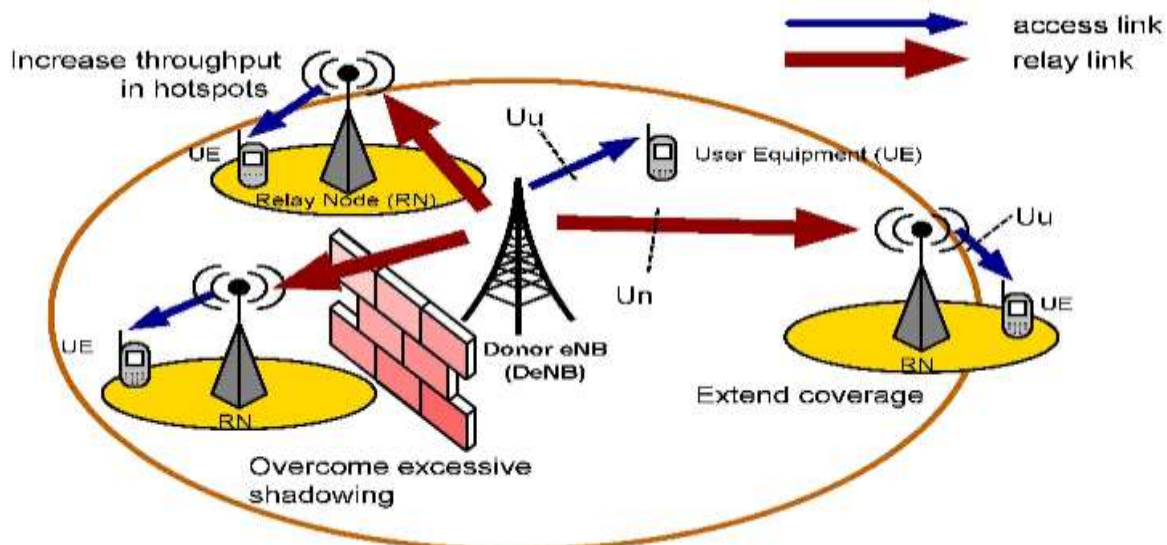 access link
relay link
Increase throughput
in hotspots
Uu
UE
User Equipment (UE)
Relay Node (RN)
Uu
Un
UE
UE
Donor eNB
(DeNB)
RN
Extend coverage
RN
Overcome excessive
shadowing